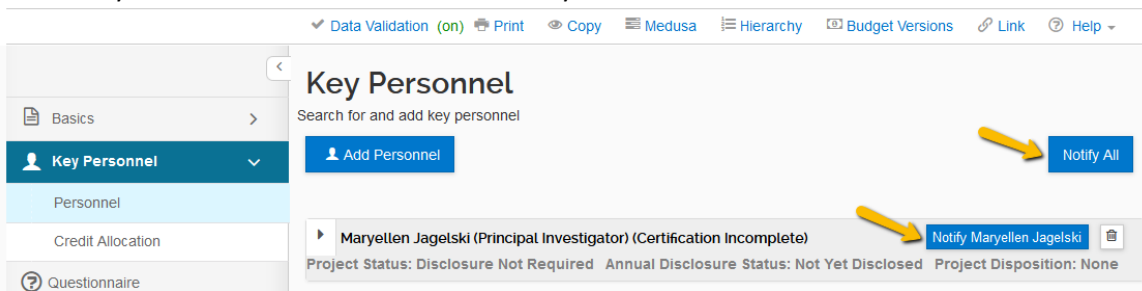 Data Validation (on) Print Copy Medusa Hierarchy Budget Versions Link Help
Key Personnel
Search for and add key personnel
Basics
Add Personnel
Notify All
Key Personnel
Personnel
Credit Allocation
Maryellen Jagelski (Principal Investigator) (Certification Incomplete)
Notify Maryellen Jagelski
Project Status: Disclosure Not Required Annual Disclosure Status: Not Yet Disclosed Project Disposition: None
Questionnaire